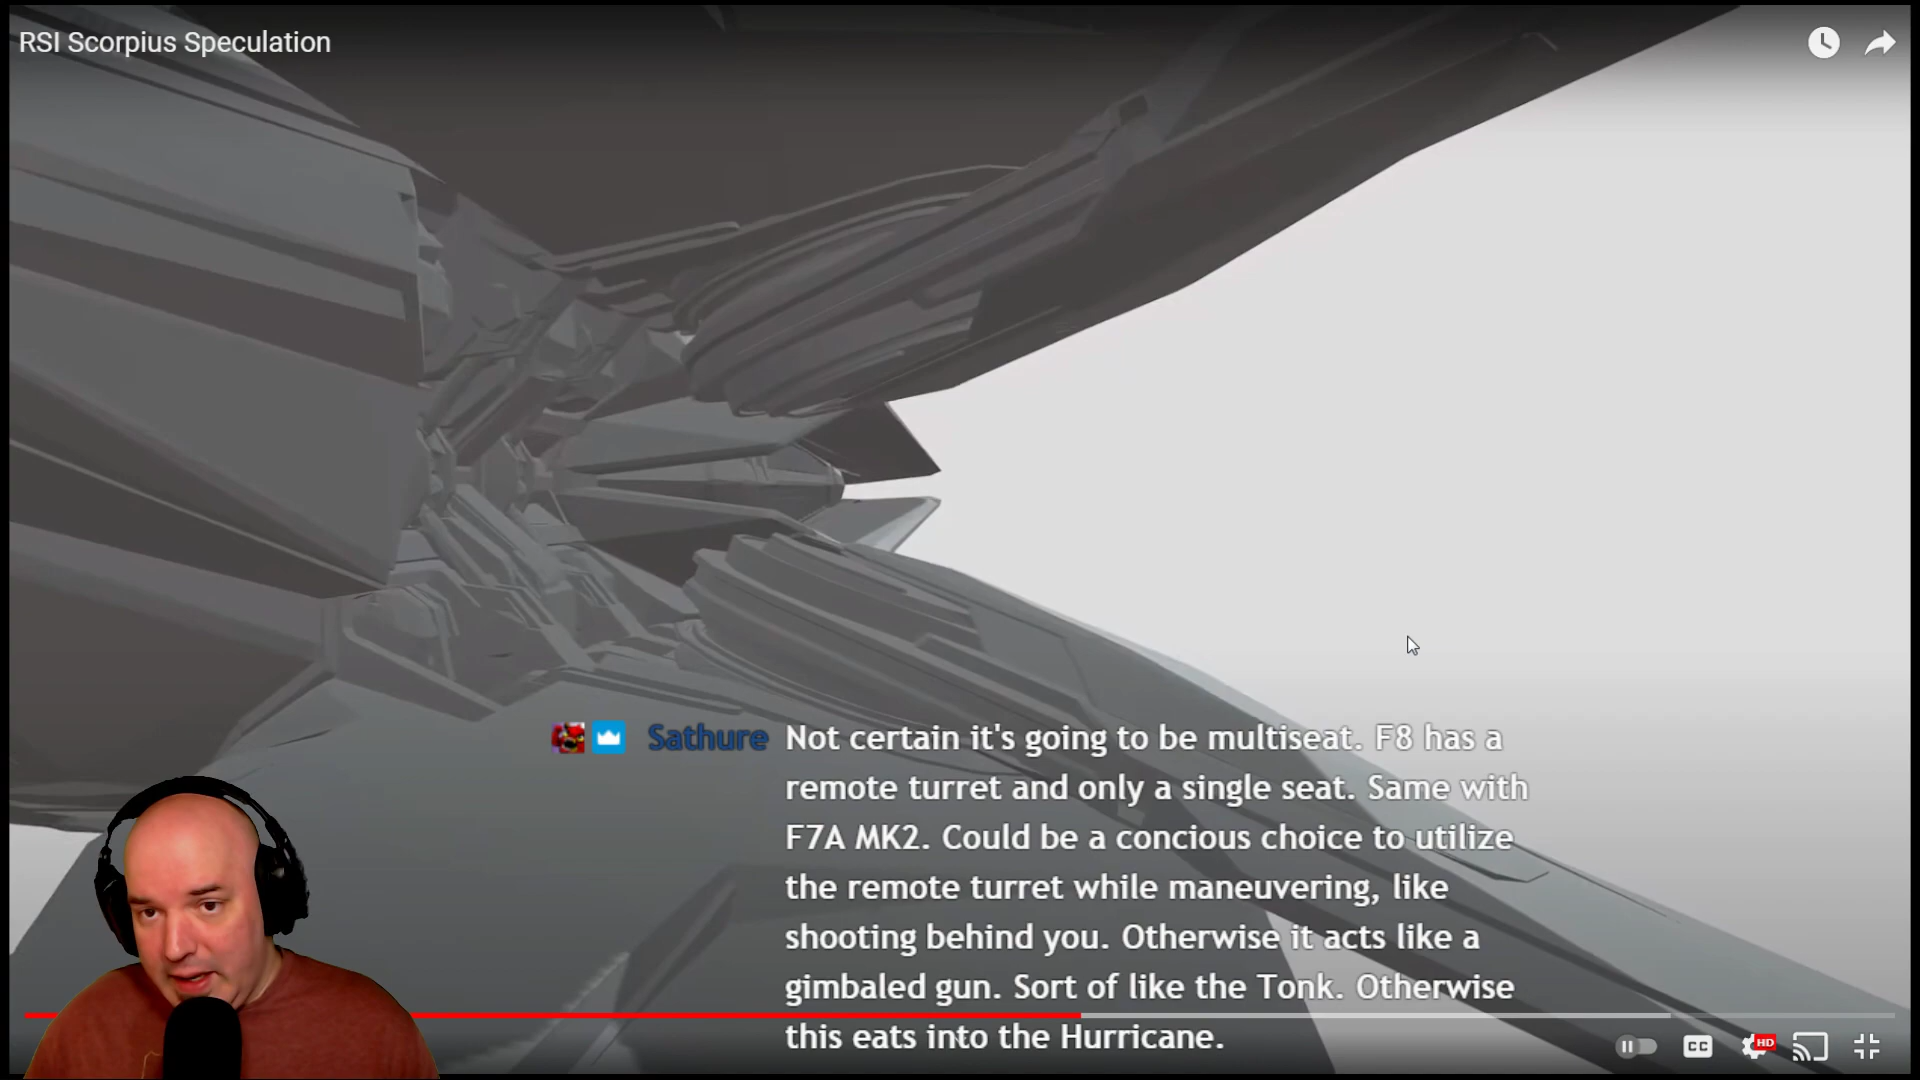 RSI Scorpius Speculation
Sathure Not certain it's going to be multiseat. F8 has a
remote turret and only a single seat. Same with
F7A MK2. Could be a concious choice to utilize
the remote turret while maneuvering, like
shooting behind you. Otherwise it acts like a
gimbaled gun. Sort of like the Tonk. Otherwise
this eats into the Hurricane.
CC
HD